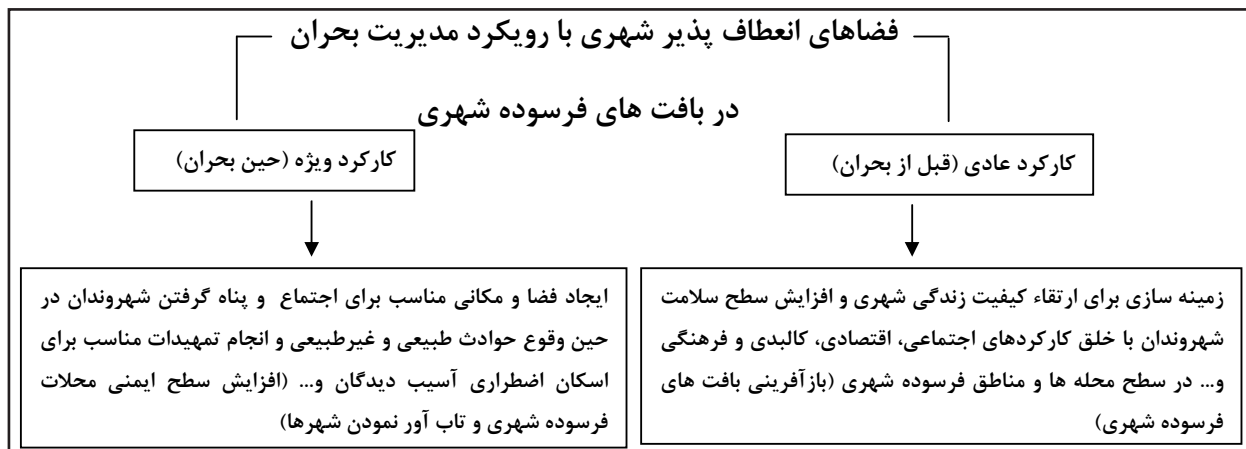 فضاهای انعطاف پذیر شهری با رویکرد مدیریت بحران
در بافت های فرسوده شهری
کارکرد عادی (قبل از بحران)
کارکرد ویژه (حین بحران)
زمینه سازی برای ارتقاء کیفیت زندگی شهری و افزایش سطح سلامت
شهروندان با خلق کارکردهای اجتماعی، اقتصادی، کالبدی و فرهنگی
و... در سطح محله ها و مناطق فرسوده شهری (بازآفرینی بافت های
فرسوده شهری)
ایجاد فضا و مکانی مناسب برای اجتماع و پناه گرفتن شهروندان در
حین وقوع حوادث طبیعی و غیرطبیعی و انجام تمهیدات مناسب برای
اسکان اضطراری آسیب دیدگان و... (افزایش سطح ایمنی محلات
فرسوده شهری و تاب آور نمودن شهرها)